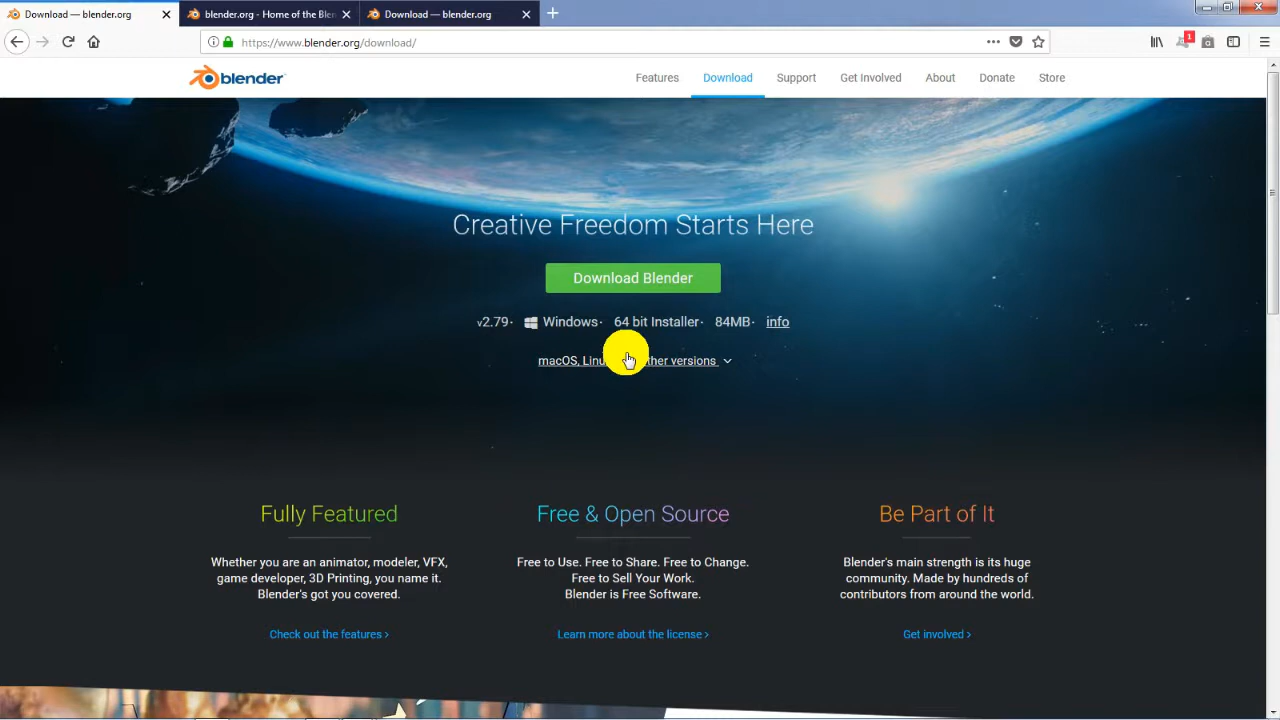 Download — blender.org
blender.org - Home of the Blen
Download — blender.org
https://www.blender.org/download/
1
blender
Features
Download
Support
Get Involved
About
Donate
Store
Creative Freedom Starts Here
Download Blender
v2.79· Windows· 64 bit Installer· 84MB· info
macOS, Linu ther versions
Fully Featured
Whether you are an animator, modeler, VFX,
game developer, 3D Printing, you name it.
Blender's got you covered.
Check out the features ›
Free & Open Source
Free to Use. Free to Share. Free to Change.
Free to Sell Your Work.
Blender is Free Software.
Learn more about the license ›
Be Part of It
Blender's main strength is its huge
community. Made by hundreds of
contributors from around the world.
Get involved ›